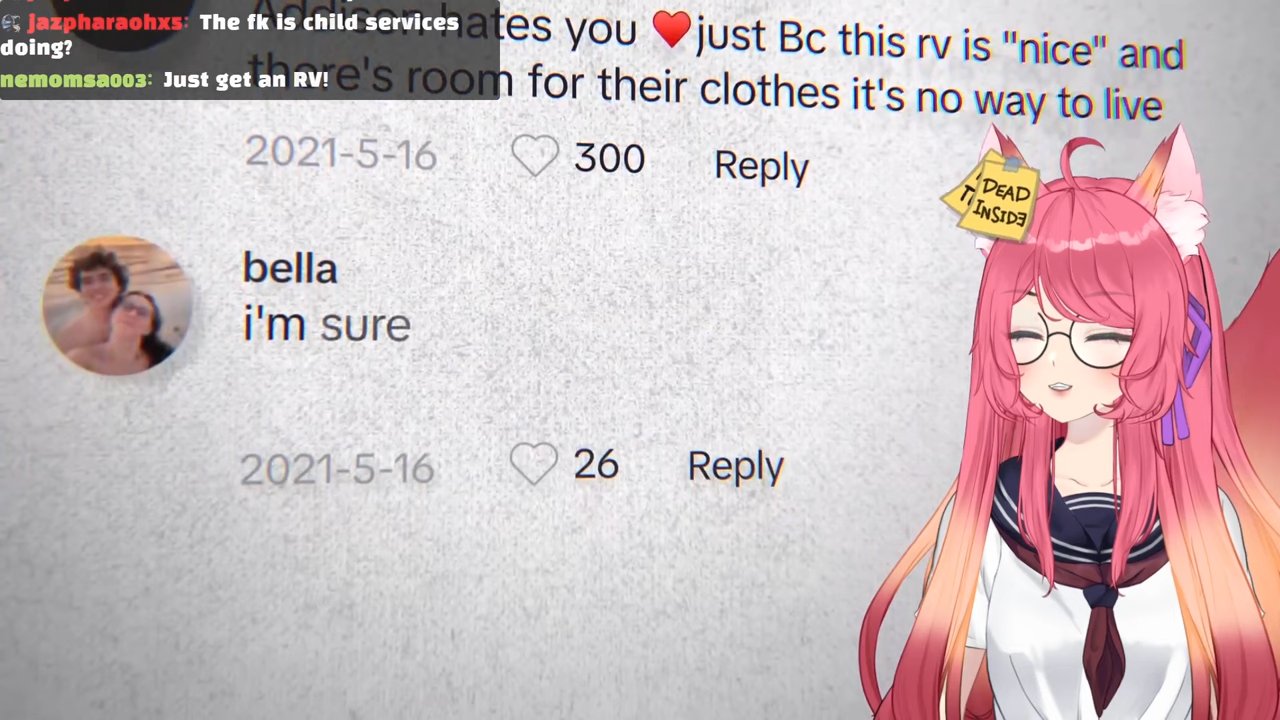 jazpharaohxs: The fk is child services
doing?
nemomsa003: Just get an RV!
Addison hates you ❤️just Bc this rv is "nice" and
there's room for their clothes it's no way to live
2021-5-16 300 Reply
DEAD
INSIDE
bella
i'm sure
2021-5-16 26 Reply